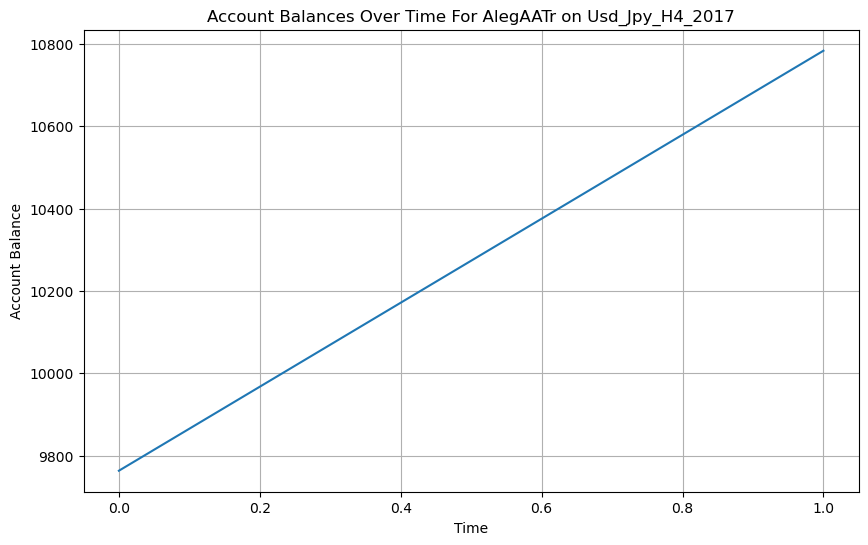 Account Balances Over Time For AlegAATr on Usd_Jpy_H4_2017
10800
10600
10400
10200
10000
9800
Account Balance
0.0 0.2 0.4 0.6 0.8 1.0
Time